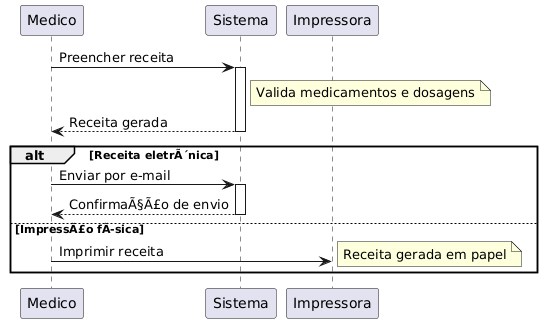 Medico Sistema Impressora
Preencher receita
Valida medicamentos e dosagens
Receita gerada
alt [Receita eletrÃ´nica]
Enviar por e-mail
ConfirmaÃ§Ã£o de envio
[ImpressÃ£o fÃ­sica]
Imprimir receita
Receita gerada em papel
Medico Sistema Impressora